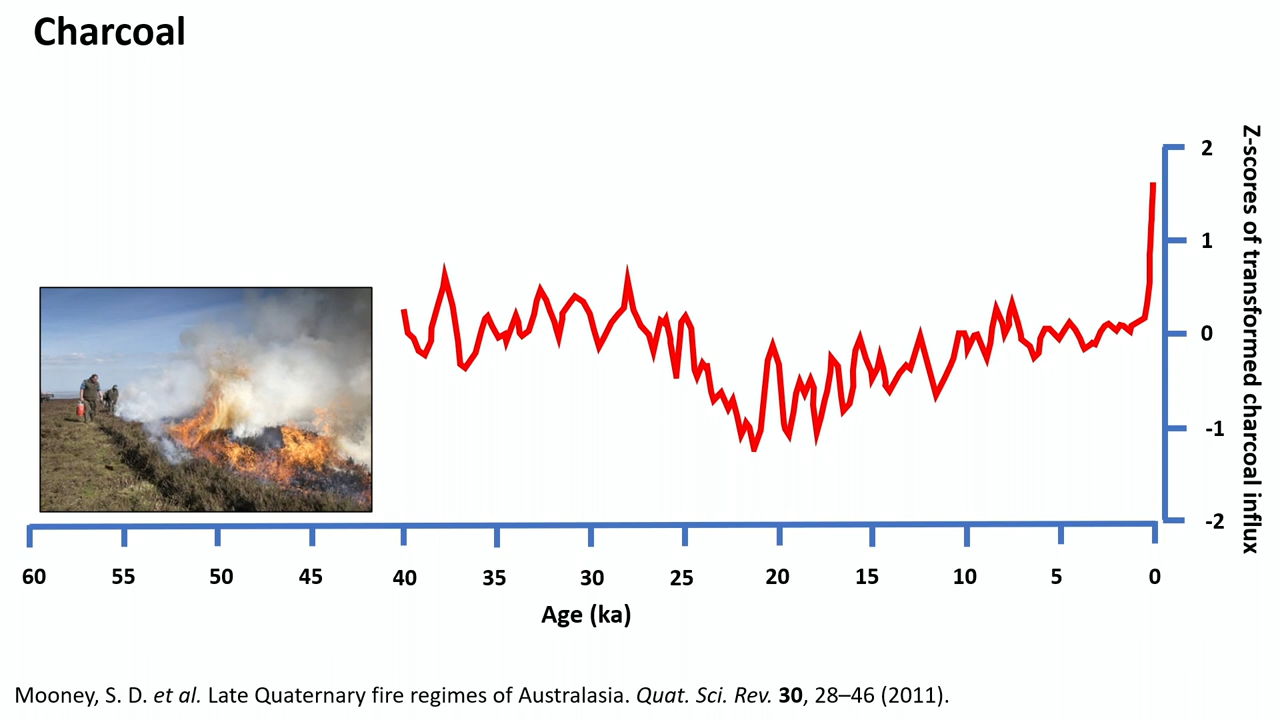 Charcoal
2
1
0
-1
-2
Z-scores of transformed charcoal influx
60 55 50 45 40 35 30 25 20 15 10 5 0
Age (ka)
Mooney, S. D. et al. Late Quaternary fire regimes of Australasia. Quat. Sci. Rev. 30, 28–46 (2011).